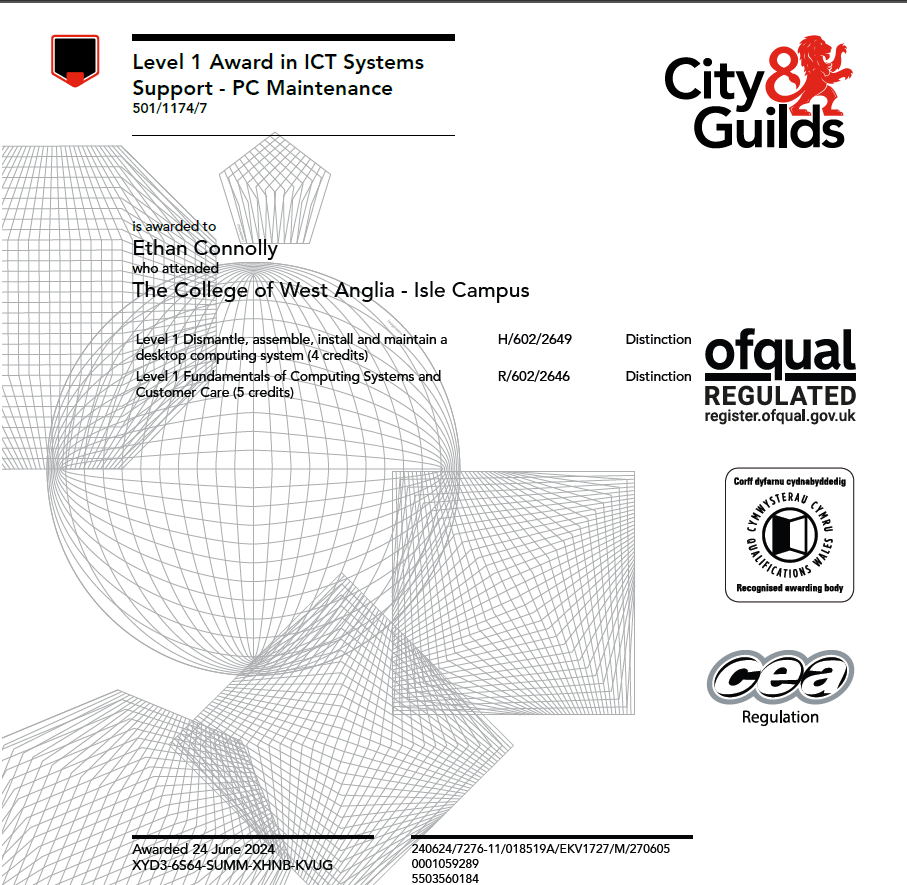 Level 1 Award in ICT Systems
Support - PC Maintenance
501/1174/7
City & Guilds
is awarded to
Ethan Connolly
who attended
The College of West Anglia - Isle Campus
Level 1 Dismantle, assemble, install and maintain a H/602/2649 Distinction
desktop computing system (4 credits)
Level 1 Fundamentals of Computing Systems and R/602/2646 Distinction
Customer Care (5 credits)
ofqual
REGULATED
register.ofqual.gov.uk
Corff dyfarnu cydnabyddedig
CYMWYSTERAU CYMRU
QUALIFICATIONS WALES
Recognised awarding body
cea
Regulation
Awarded 24 June 2024
XYD3-6S64-SUMM-XHNB-KVUG
240624/7276-11/018519A/EKV1727/M/270605
0001059289
5503560184